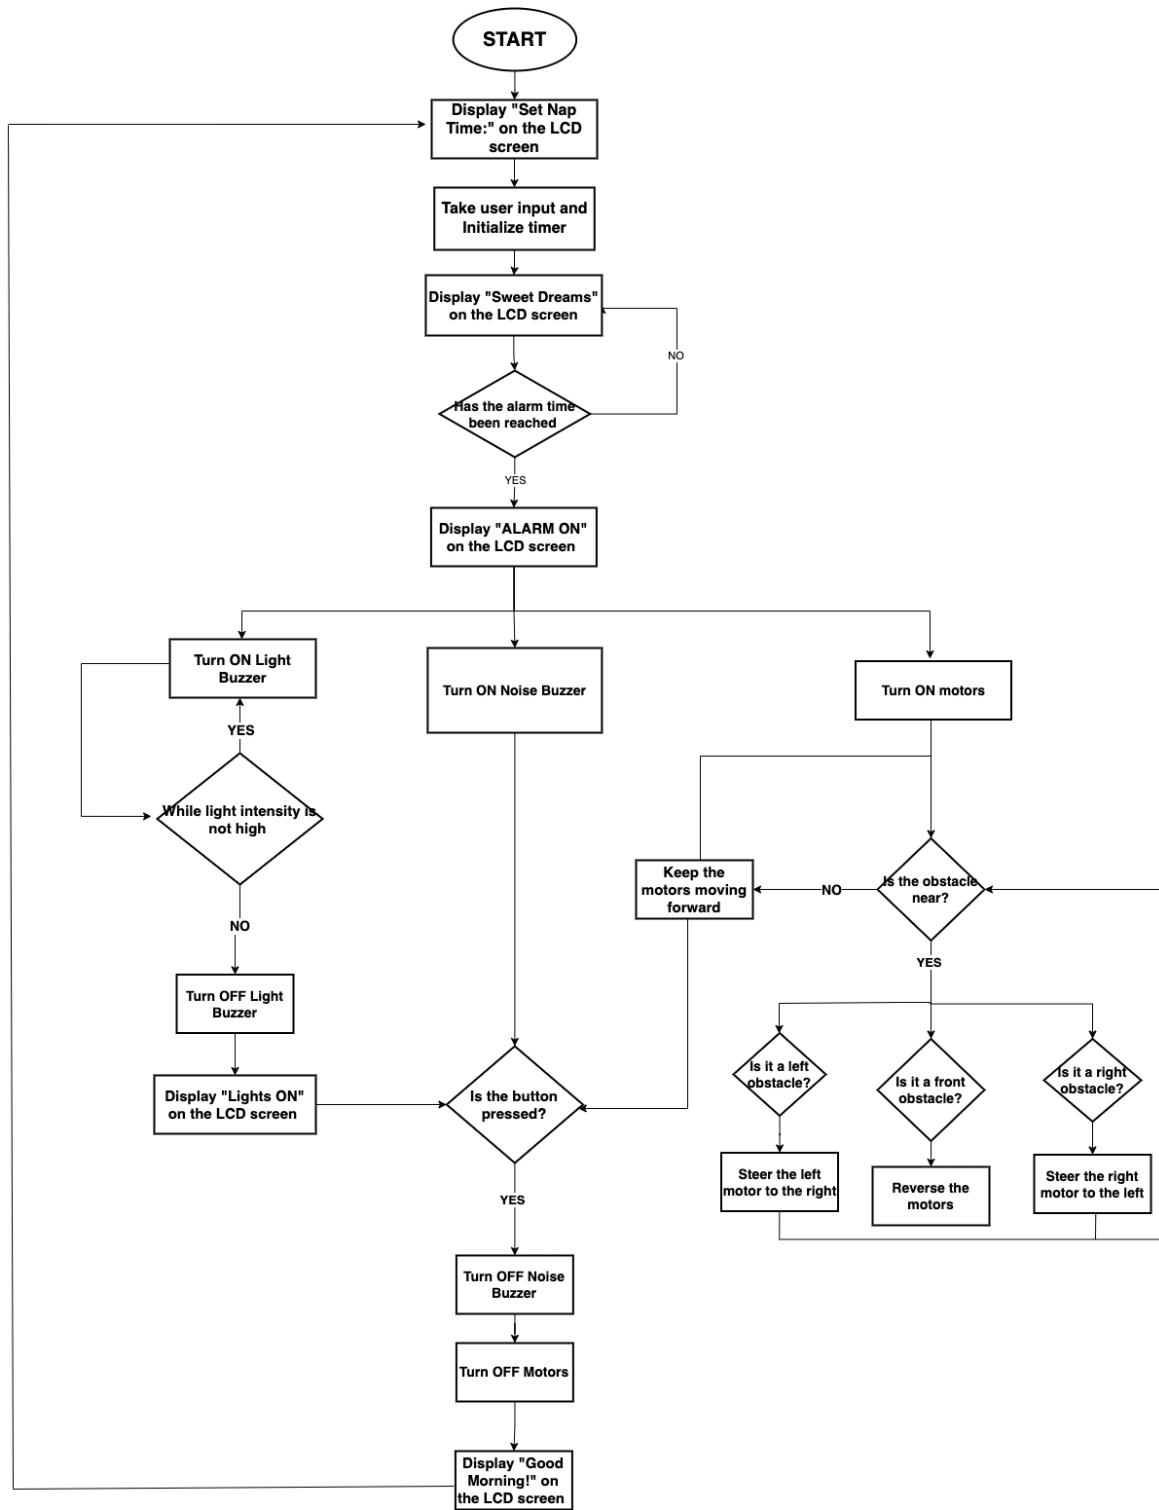 START
Display "Set Nap
Time:" on the LCD
screen
Take user input and
Initialize timer
Display "Sweet Dreams"
on the LCD screen
NO
Has the alarm time
been reached
YES
Display "ALARM ON"
on the LCD screen
Turn ON Light
Buzzer
Turn ON Noise Buzzer
Turn ON motors
YES
While light intensity is
not high
Keep the
motors moving
forward
NO
Is the obstacle
near?
NO
YES
Turn OFF Light
Buzzer
Display "Lights ON"
on the LCD screen
Is the button
pressed?
Is it a left
obstacle?
Is it a front
obstacle?
Is it a right
obstacle?
Steer the left
motor to the right
Reverse the
motors
Steer the right
motor to the left
YES
Turn OFF Noise
Buzzer
Turn OFF Motors
Display "Good
Morning!" on
the LCD screen